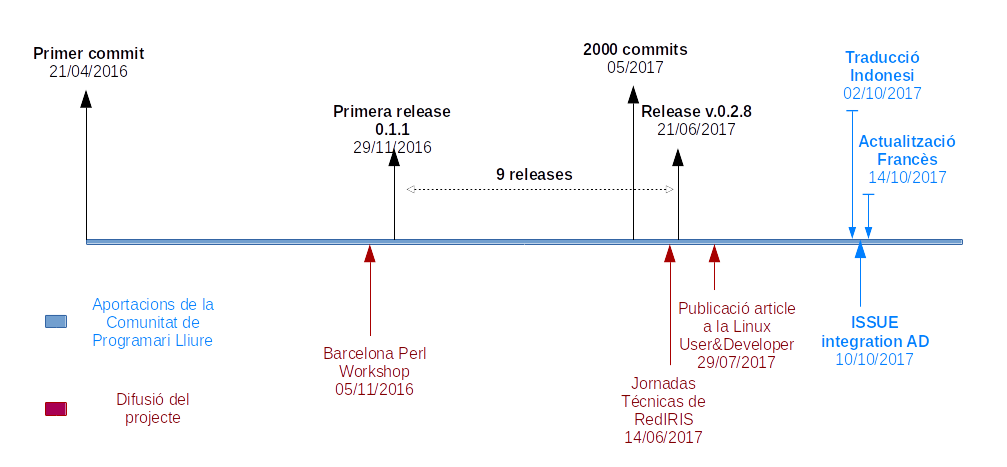 Primer commit
21/04/2016
Primera release
0.1.1
29/11/2016
2000 commits
05/2017
Release v.0.2.8
21/06/2017
Traducció
Indonesi
02/10/2017
Actualització
Francès
14/10/2017
9 releases
Aportacions de la
Comunitat de
Programari Lliure
Difusió del
projecte
Barcelona Perl
Workshop
05/11/2016
Jornadas
Técnicas de
RedIRIS
14/06/2017
Publicació article
a la Linux
User&Developer
29/07/2017
ISSUE
integration AD
10/10/2017